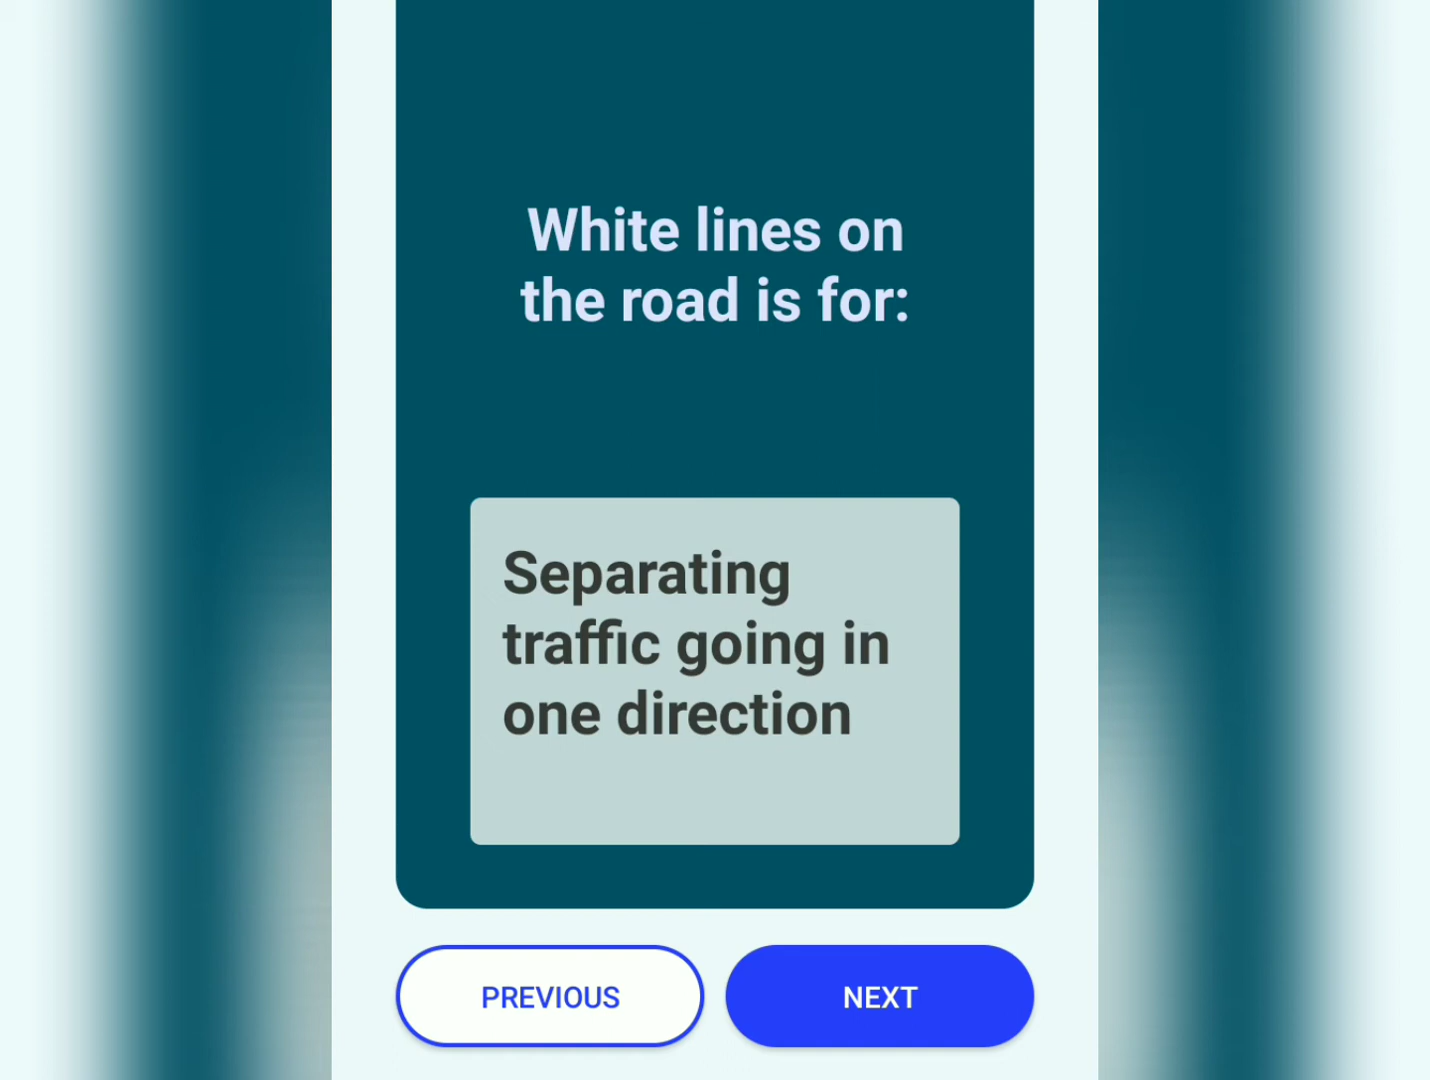 White lines on
the road is for:
Separating
traffic going in
one direction
PREVIOUS
NEXT